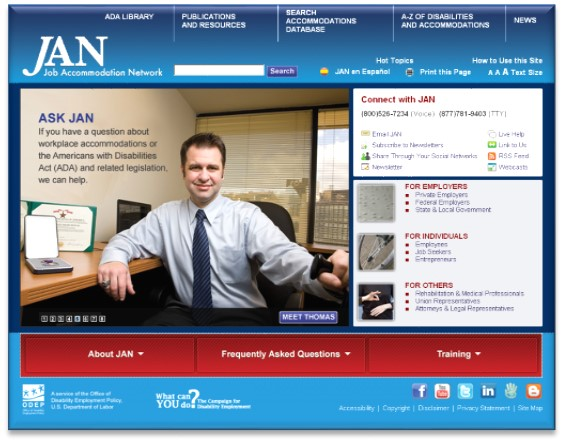 ADA LIBRARY
PUBLICATIONS
AND RESOURCES
SEARCH
ACCOMMODATIONS
DATABASE
A-Z OF DISABILITIES
AND ACCOMMODATIONS
NEWS
JAN
Job Accommodation Network
Search
Hot Topics
How to Use this Site
JAN en Español
Print this Page
A A A Text Size
ASK JAN
If you have a question about
workplace accommodations or
the Americans with Disabilities
Act (ADA) and related legislation,
we can help.
1 2 3 4 5 6 7 8
MEET THOMAS
Connect with JAN
(800)526-7234 (Voice) (877)781-9403 (TTY)
Email JAN
Live Help
Subscribe to Newsletters
Link to Us
Share Through Your Social Networks
RSS Feed
Newsletter
Webcasts
FOR EMPLOYERS
Private Employers
Federal Employers
State & Local Government
FOR INDIVIDUALS
Employees
Job Seekers
Entrepreneurs
FOR OTHERS
Rehabilitation & Medical Professionals
Union Representatives
Attorneys & Legal Representatives
About JAN
Frequently Asked Questions
Training
ODEP
A service of the Office of
Disability Employment Policy,
U.S. Department of Labor
What can
YOU do?
The Campaign for
Disability Employment
Accessibility | Copyright | Disclaimer | Privacy Statement | Site Map